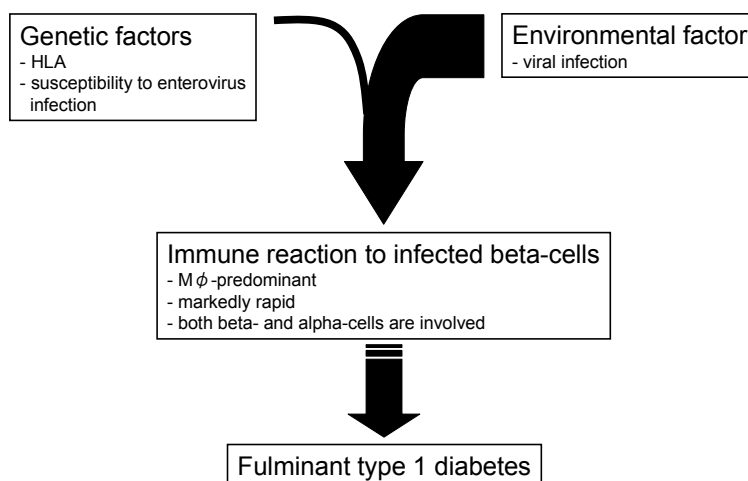 Genetic factors
- HLA
- susceptibility to enterovirus
infection
Environmental factor
- viral infection
Immune reaction to infected beta-cells
- Mϕ-predominant
- markedly rapid
- both beta- and alpha-cells are involved
Fulminant type 1 diabetes